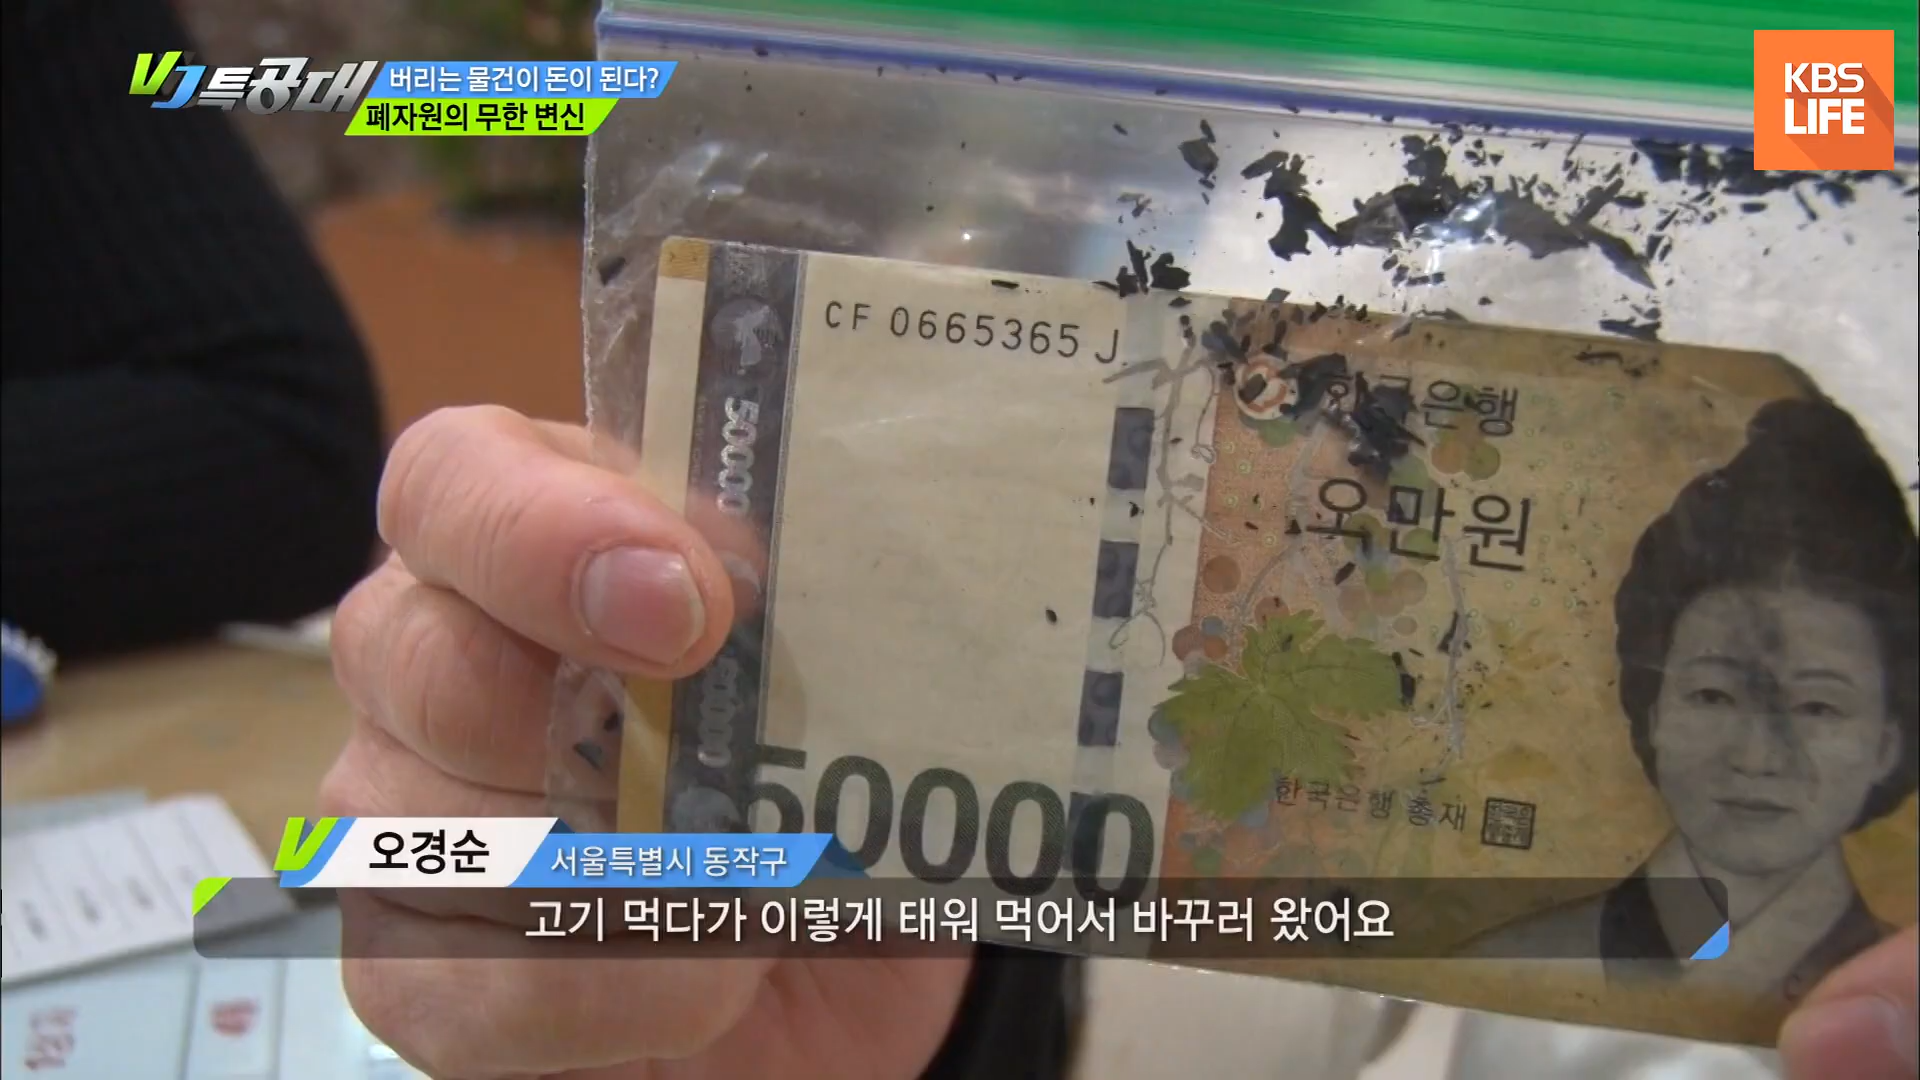 VJ특공대
버리는 물건이 돈이 된다?
폐자원의 무한 변신
KBS
LIFE
CF 0665365 J
한국은행
오만원
50000
50000
50000
한국은행 총재
오경순
서울특별시 동작구
고기 먹다가 이렇게 태워 먹어서 바꾸러 왔어요